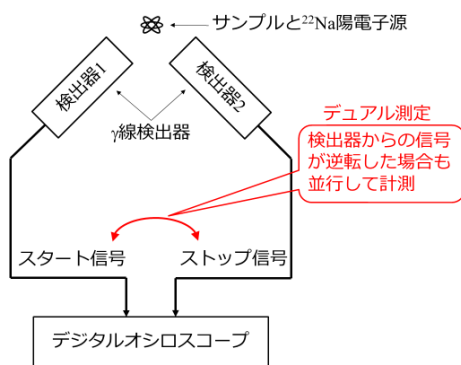 サンプルと²²Na陽電子源
検出器1
検出器2
γ線検出器
デュアル測定
検出器からの信号
が逆転した場合も
並行して計測
スタート信号
ストップ信号
デジタルオシロスコープ